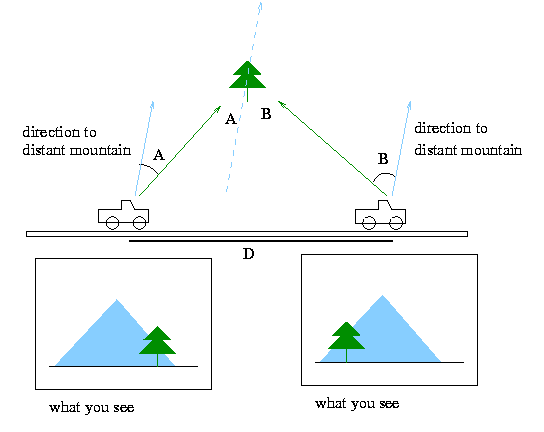 A
B
direction to
distant mountain
A
direction to
distant mountain
B
D
what you see
what you see